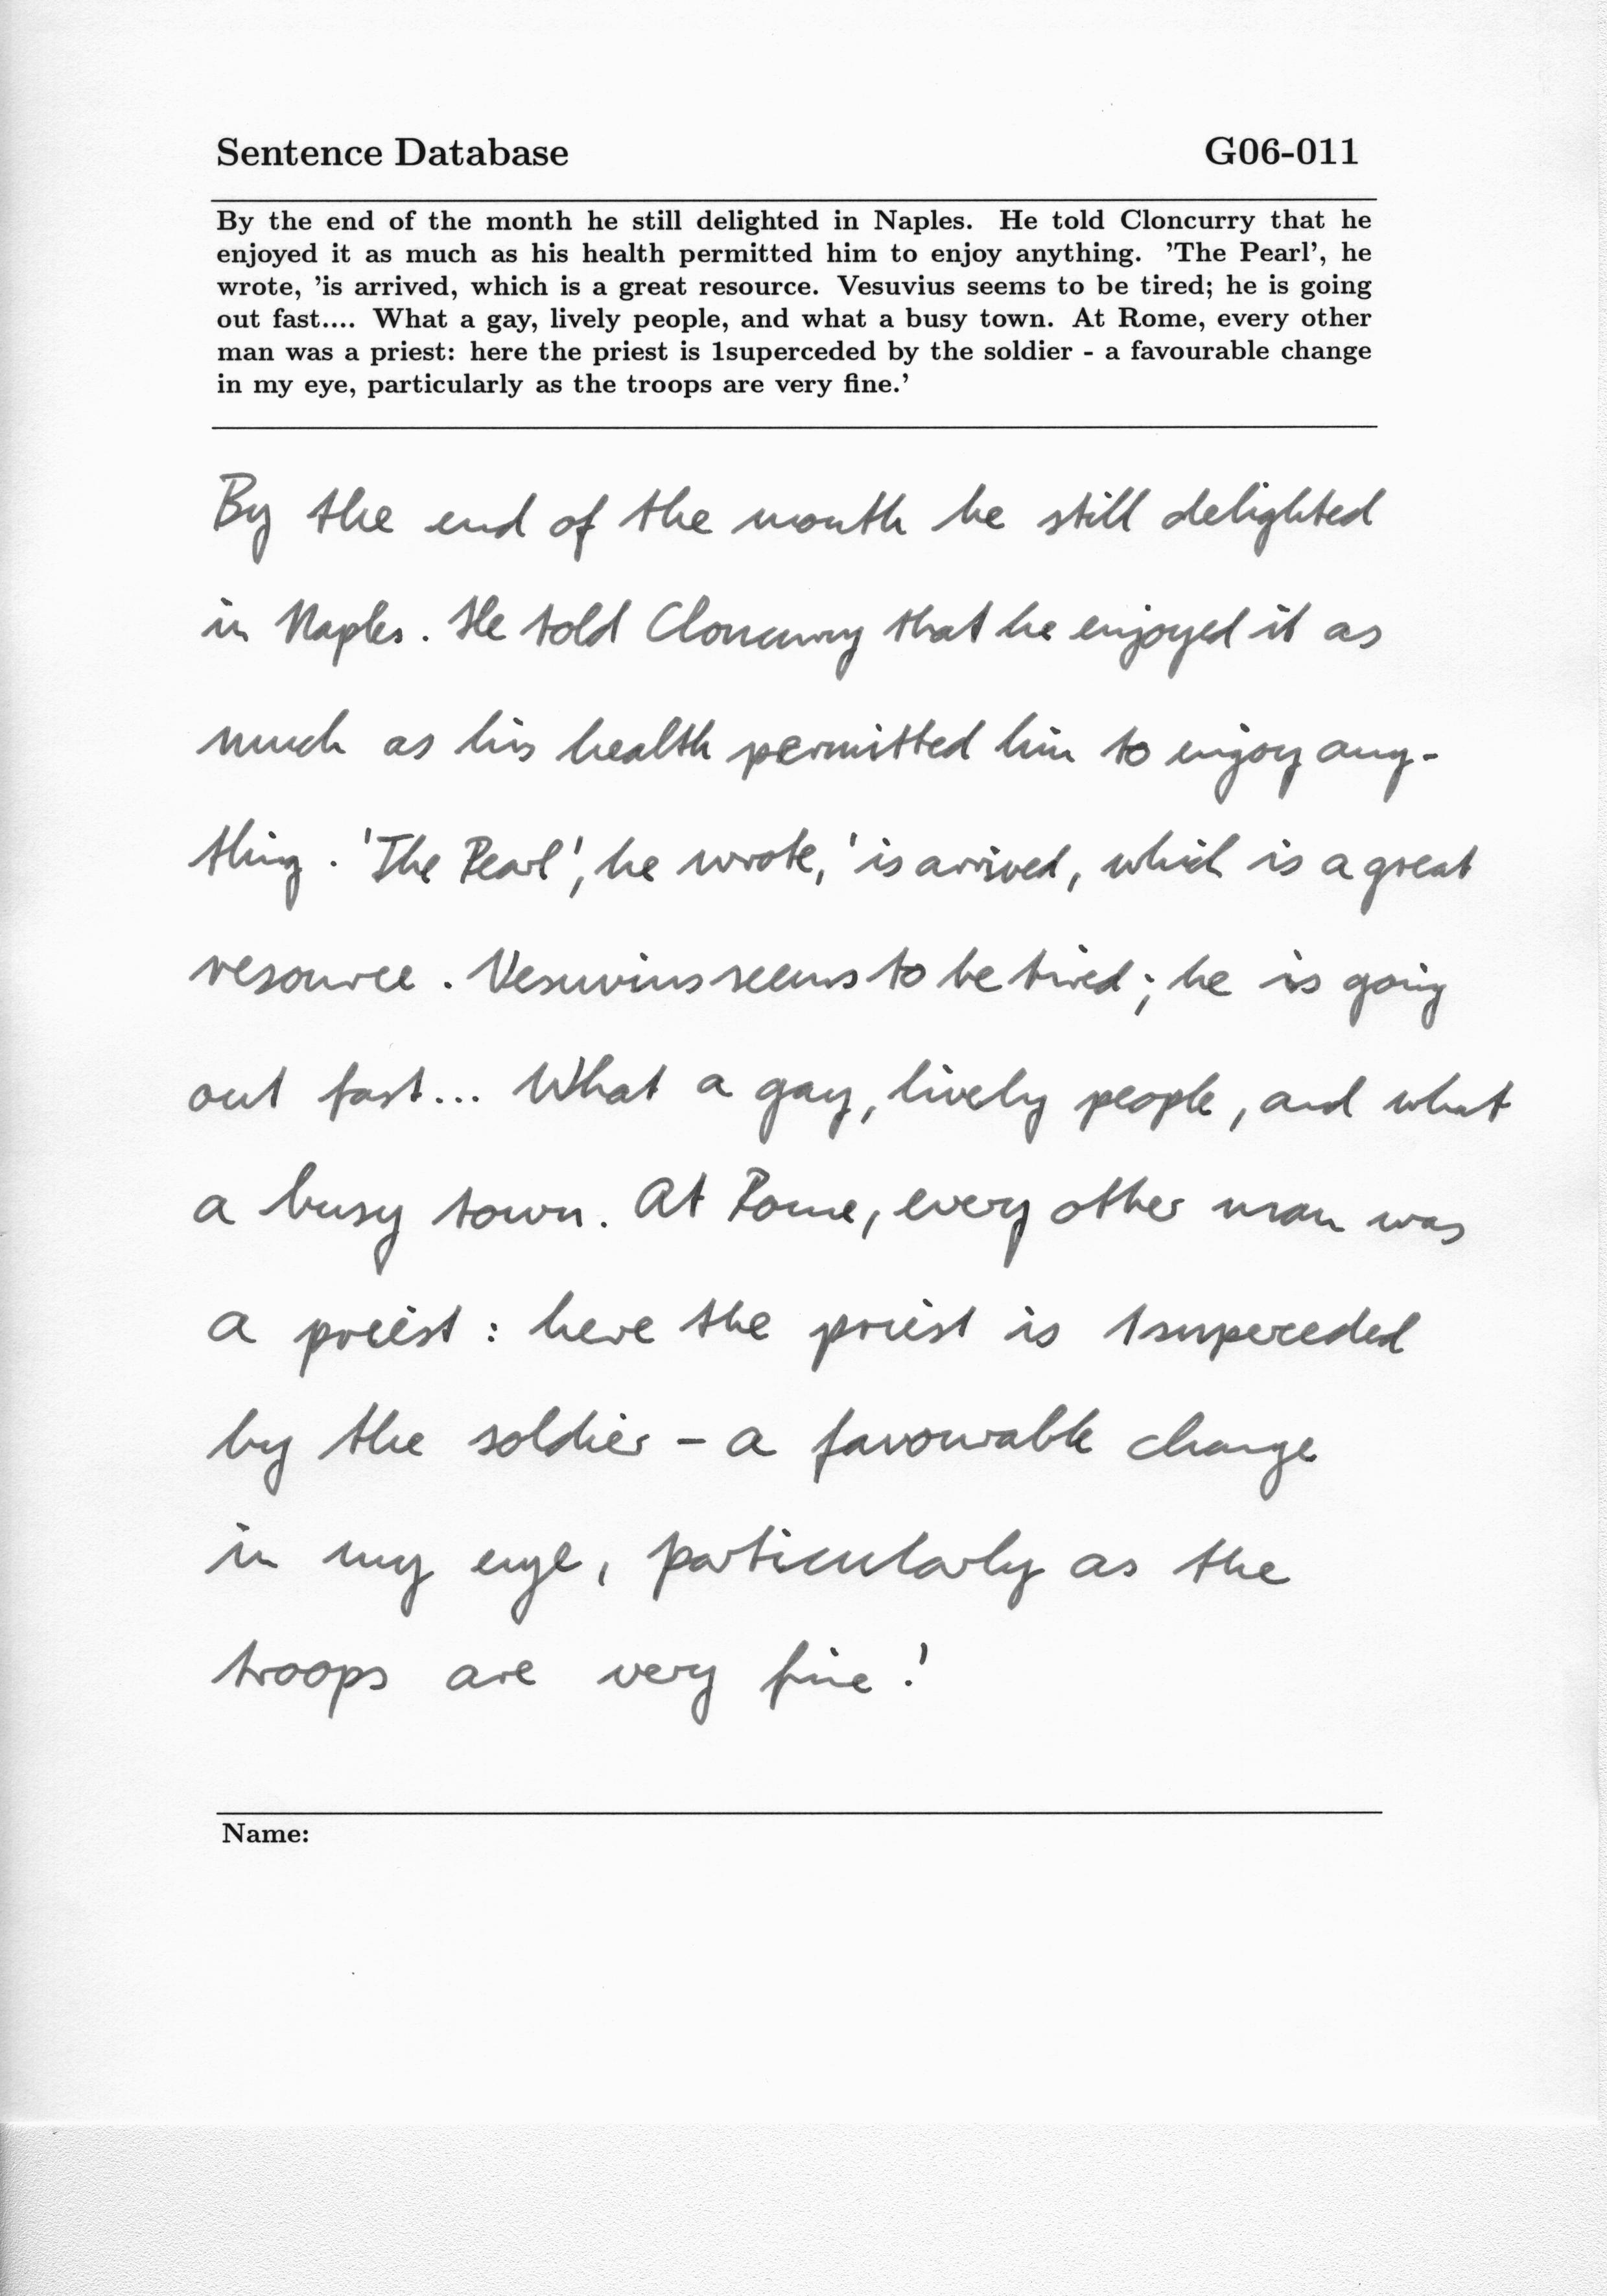 Sentence Database G06-011
By the end of the month he still delighted in Naples. He told Cloncurry that he
enjoyed it as much as his health permitted him to enjoy anything. 'The Pearl', he
wrote, 'is arrived, which is a great resource. Vesuvius seems to be tired; he is going
out fast.... What a gay, lively people, and what a busy town. At Rome, every other
man was a priest: here the priest is 1superceded by the soldier - a favourable change
in my eye, particularly as the troops are very fine.'
By the end of the month he still delighted
in Naples. He told Cloncurry that he enjoyed it as
much as his health permitted him to enjoy any-
thing. 'The Pearl', he wrote, 'is arrived, which is a great
resource. Vesuvius seems to be tired; he is going
out fast... What a gay, lively people, and what
a busy town. At Rome, every other man was
a preist: here the priest is 1superceded
by the soldier - a favourable change
in my eye, particularly as the
troops are very fine.'
Name: